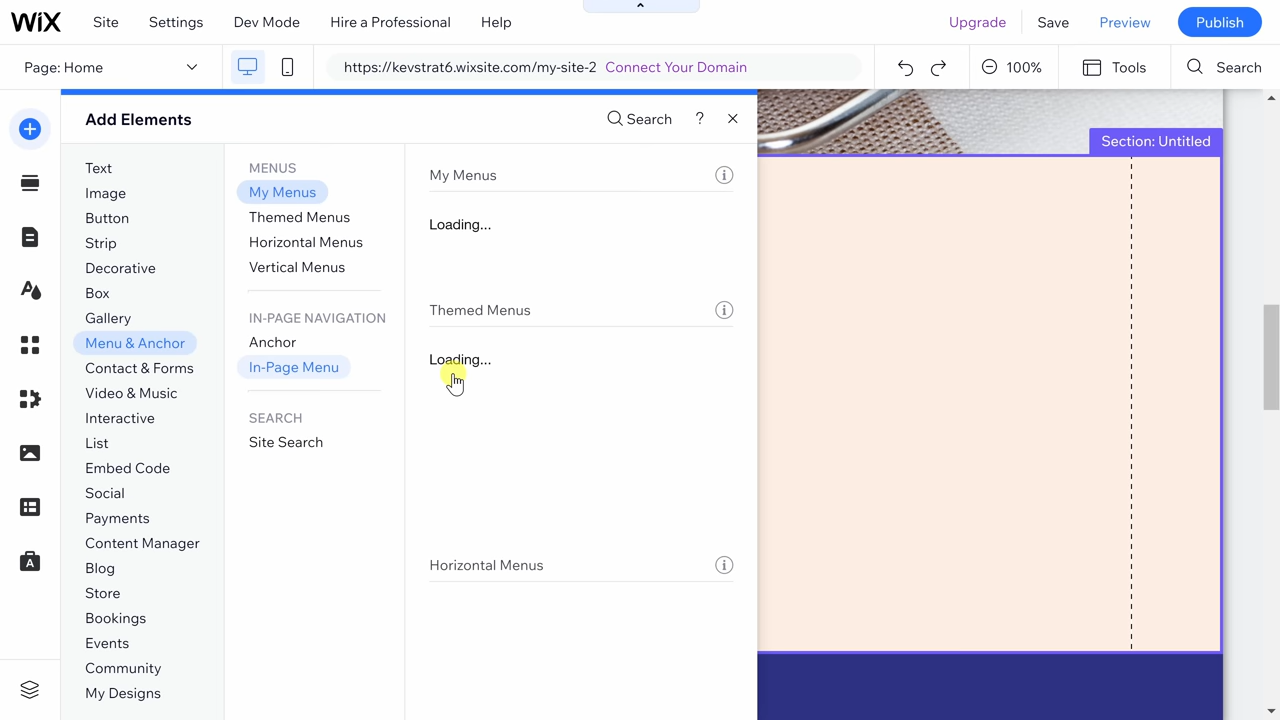 WiX Site Settings Dev Mode Hire a Professional Help Upgrade Save Preview Publish
Page: Home https://kevstrat6.wixsite.com/my-site-2 Connect Your Domain 100% Tools Search
Add Elements Search ?
Section: Untitled
Text
Image
Button
Strip
Decorative
Box
Gallery
Menu & Anchor
Contact & Forms
Video & Music
Interactive
List
Embed Code
Social
Payments
Content Manager
Blog
Store
Bookings
Events
Community
My Designs
MENUS
My Menus
Themed Menus
Horizontal Menus
Vertical Menus
IN-PAGE NAVIGATION
Anchor
In-Page Menu
SEARCH
Site Search
My Menus
Loading...
Themed Menus
Loading...
Horizontal Menus